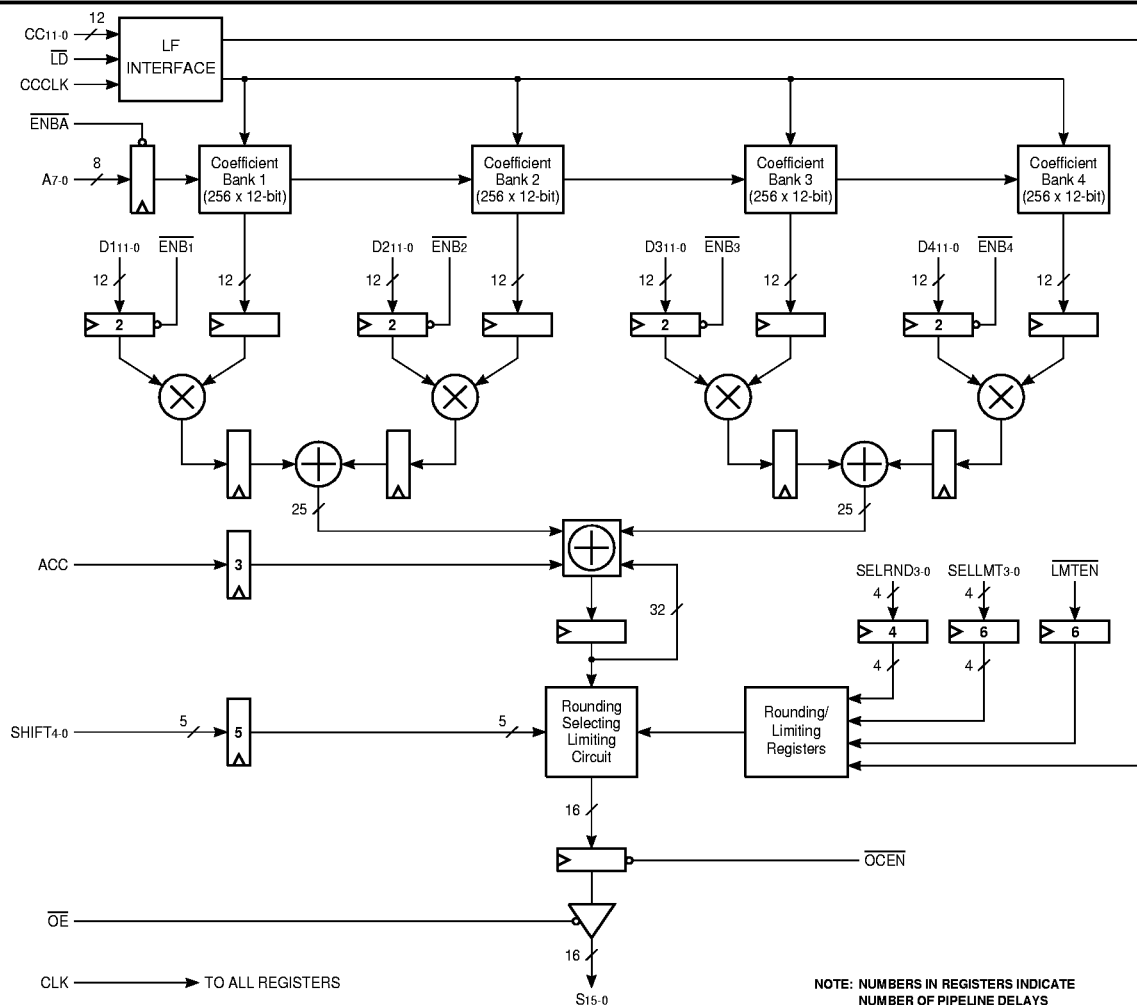 12
CC11-0
LD
CCCLK
LF
INTERFACE
ENBA
8
A7-0
Coefficient
Bank 1
(256 x 12-bit)
Coefficient
Bank 2
(256 x 12-bit)
Coefficient
Bank 3
(256 x 12-bit)
Coefficient
Bank 4
(256 x 12-bit)
D111-0 ENB1
D211-0 ENB2
D311-0 ENB3
D411-0 ENB4
12 12 12 12 12 12 12 12
2 2 2 2
25 25
ACC 3
32
SELRND3-0 SELLMT3-0 LMTEN
4 4
4 6 6
4 4
SHIFT4-0 5 5 5
Rounding
Selecting
Limiting
Circuit
Rounding/
Limiting
Registers
16
OCEN
OE
16
CLK TO ALL REGISTERS
S15-0
NOTE: NUMBERS IN REGISTERS INDICATE
NUMBER OF PIPELINE DELAYS